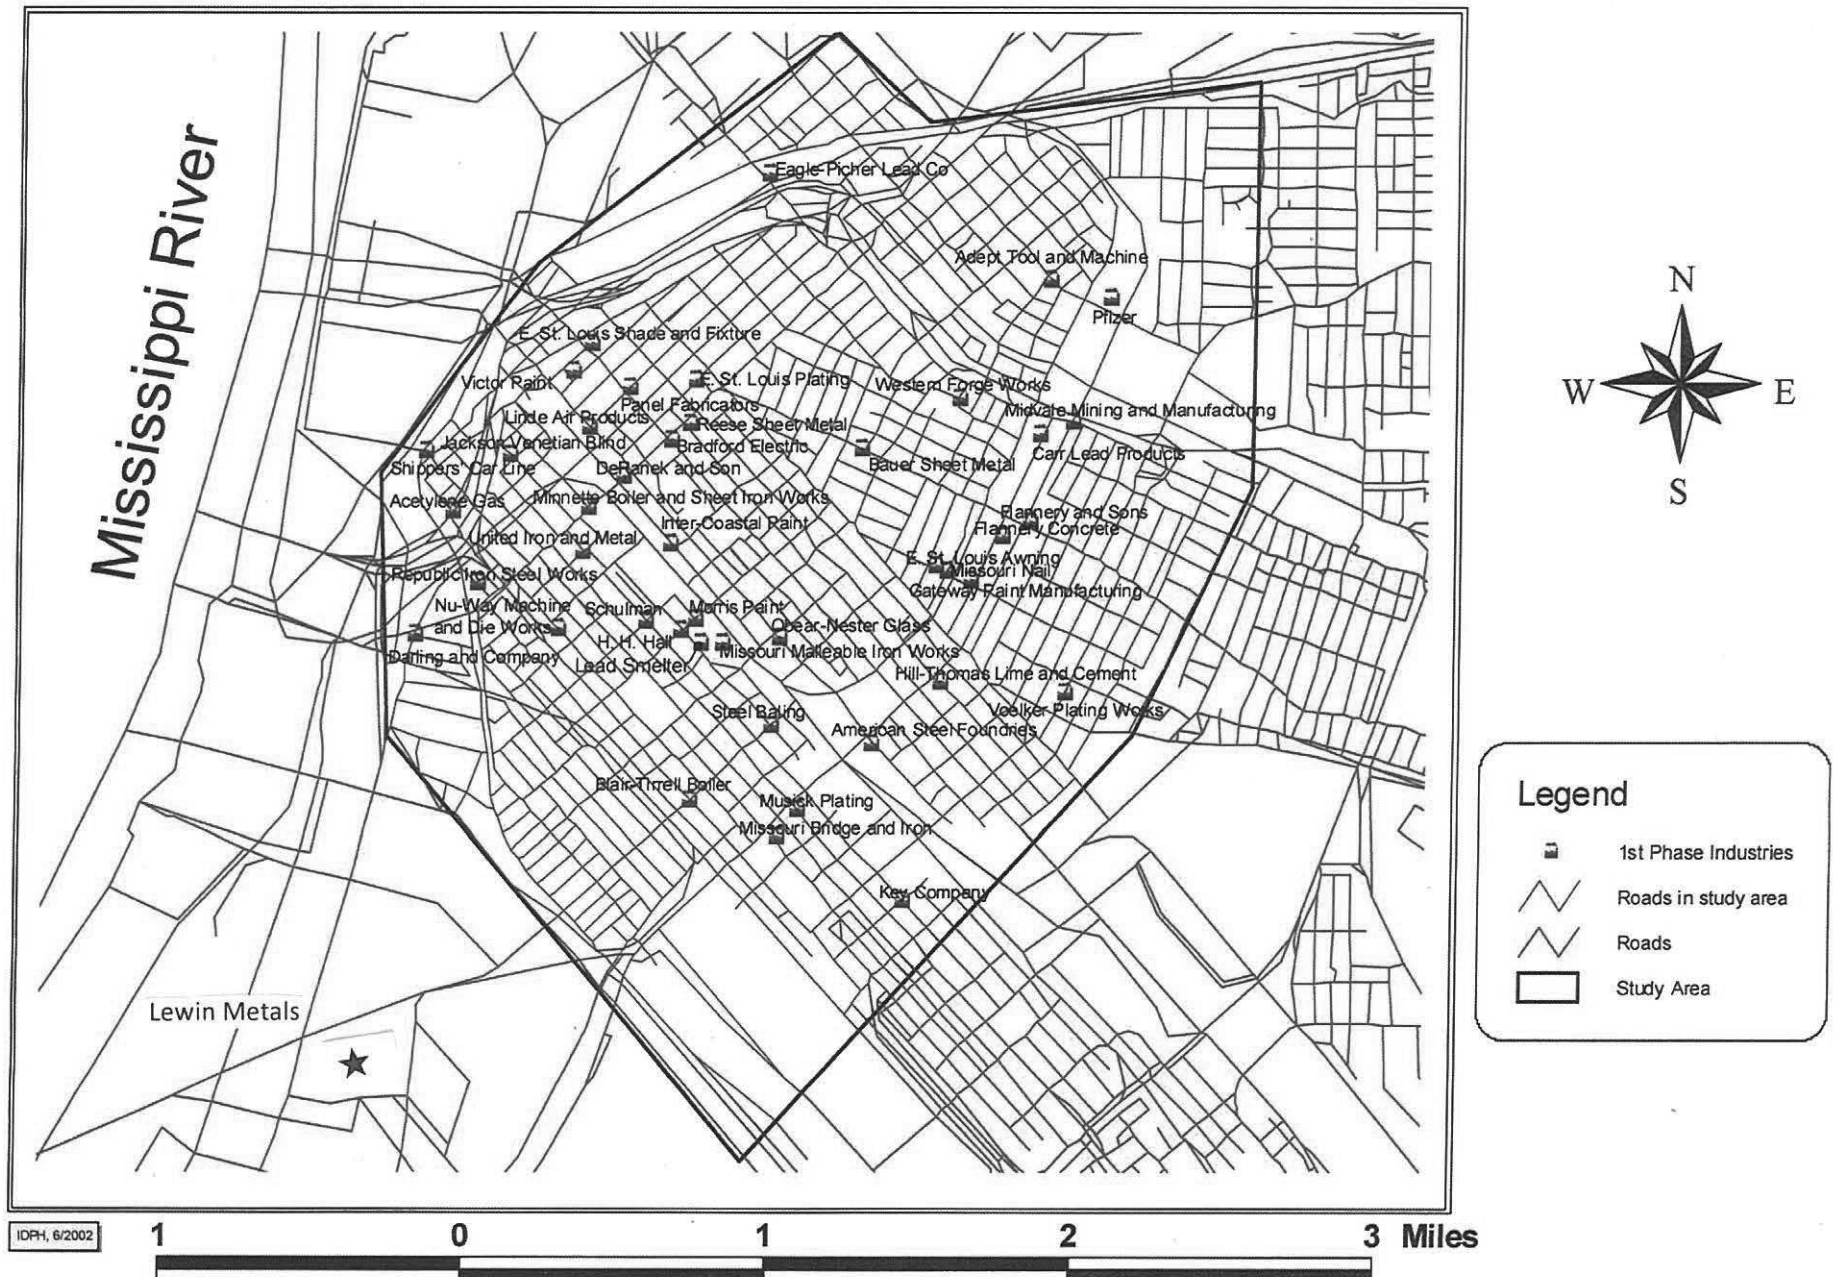 Mississippi River
Eagle-Picher Lead Co
Adept Tool and Machine
Pfizer
E. St. Louis Shade and Fixture
Victor Paint
E. St. Louis Plating
Western Forge Works
Panel Fabricators
Midvale Mining and Manufacturing
Linde Air Products
Reese Sheet Metal
Jackson Venetian Blind
Bradford Electric
Carr Lead Products
Shippers' Car Line
DeRanek and Son
Bauer Sheet Metal
Acetylene Gas
Minnette Boiler and Sheet Iron Works
Flannery and Sons
Inter-Coastal Paint
Flannery Concrete
United Iron and Metal
E. St. Louis Awning
Republic Iron Steel Works
Missouri Nail
Gateway Paint Manufacturing
Nu-Way Machine
and Die Works
Schulman
Morris Paint
Obear-Nester Glass
H. H. Hall
Missouri Malleable Iron Works
Darling and Company
Lead Smelter
Hill-Thomas Lime and Cement
Steel Baling
Voelker Plating Works
American Steel Foundries
Blair-Tirrell Boiler
Musick Plating
Missouri Bridge and Iron
Key Company
Lewin Metals
N
W
E
S
Legend
1st Phase Industries
Roads in study area
Roads
Study Area
IDPH, 6/2002
1 0 1 2 3 Miles